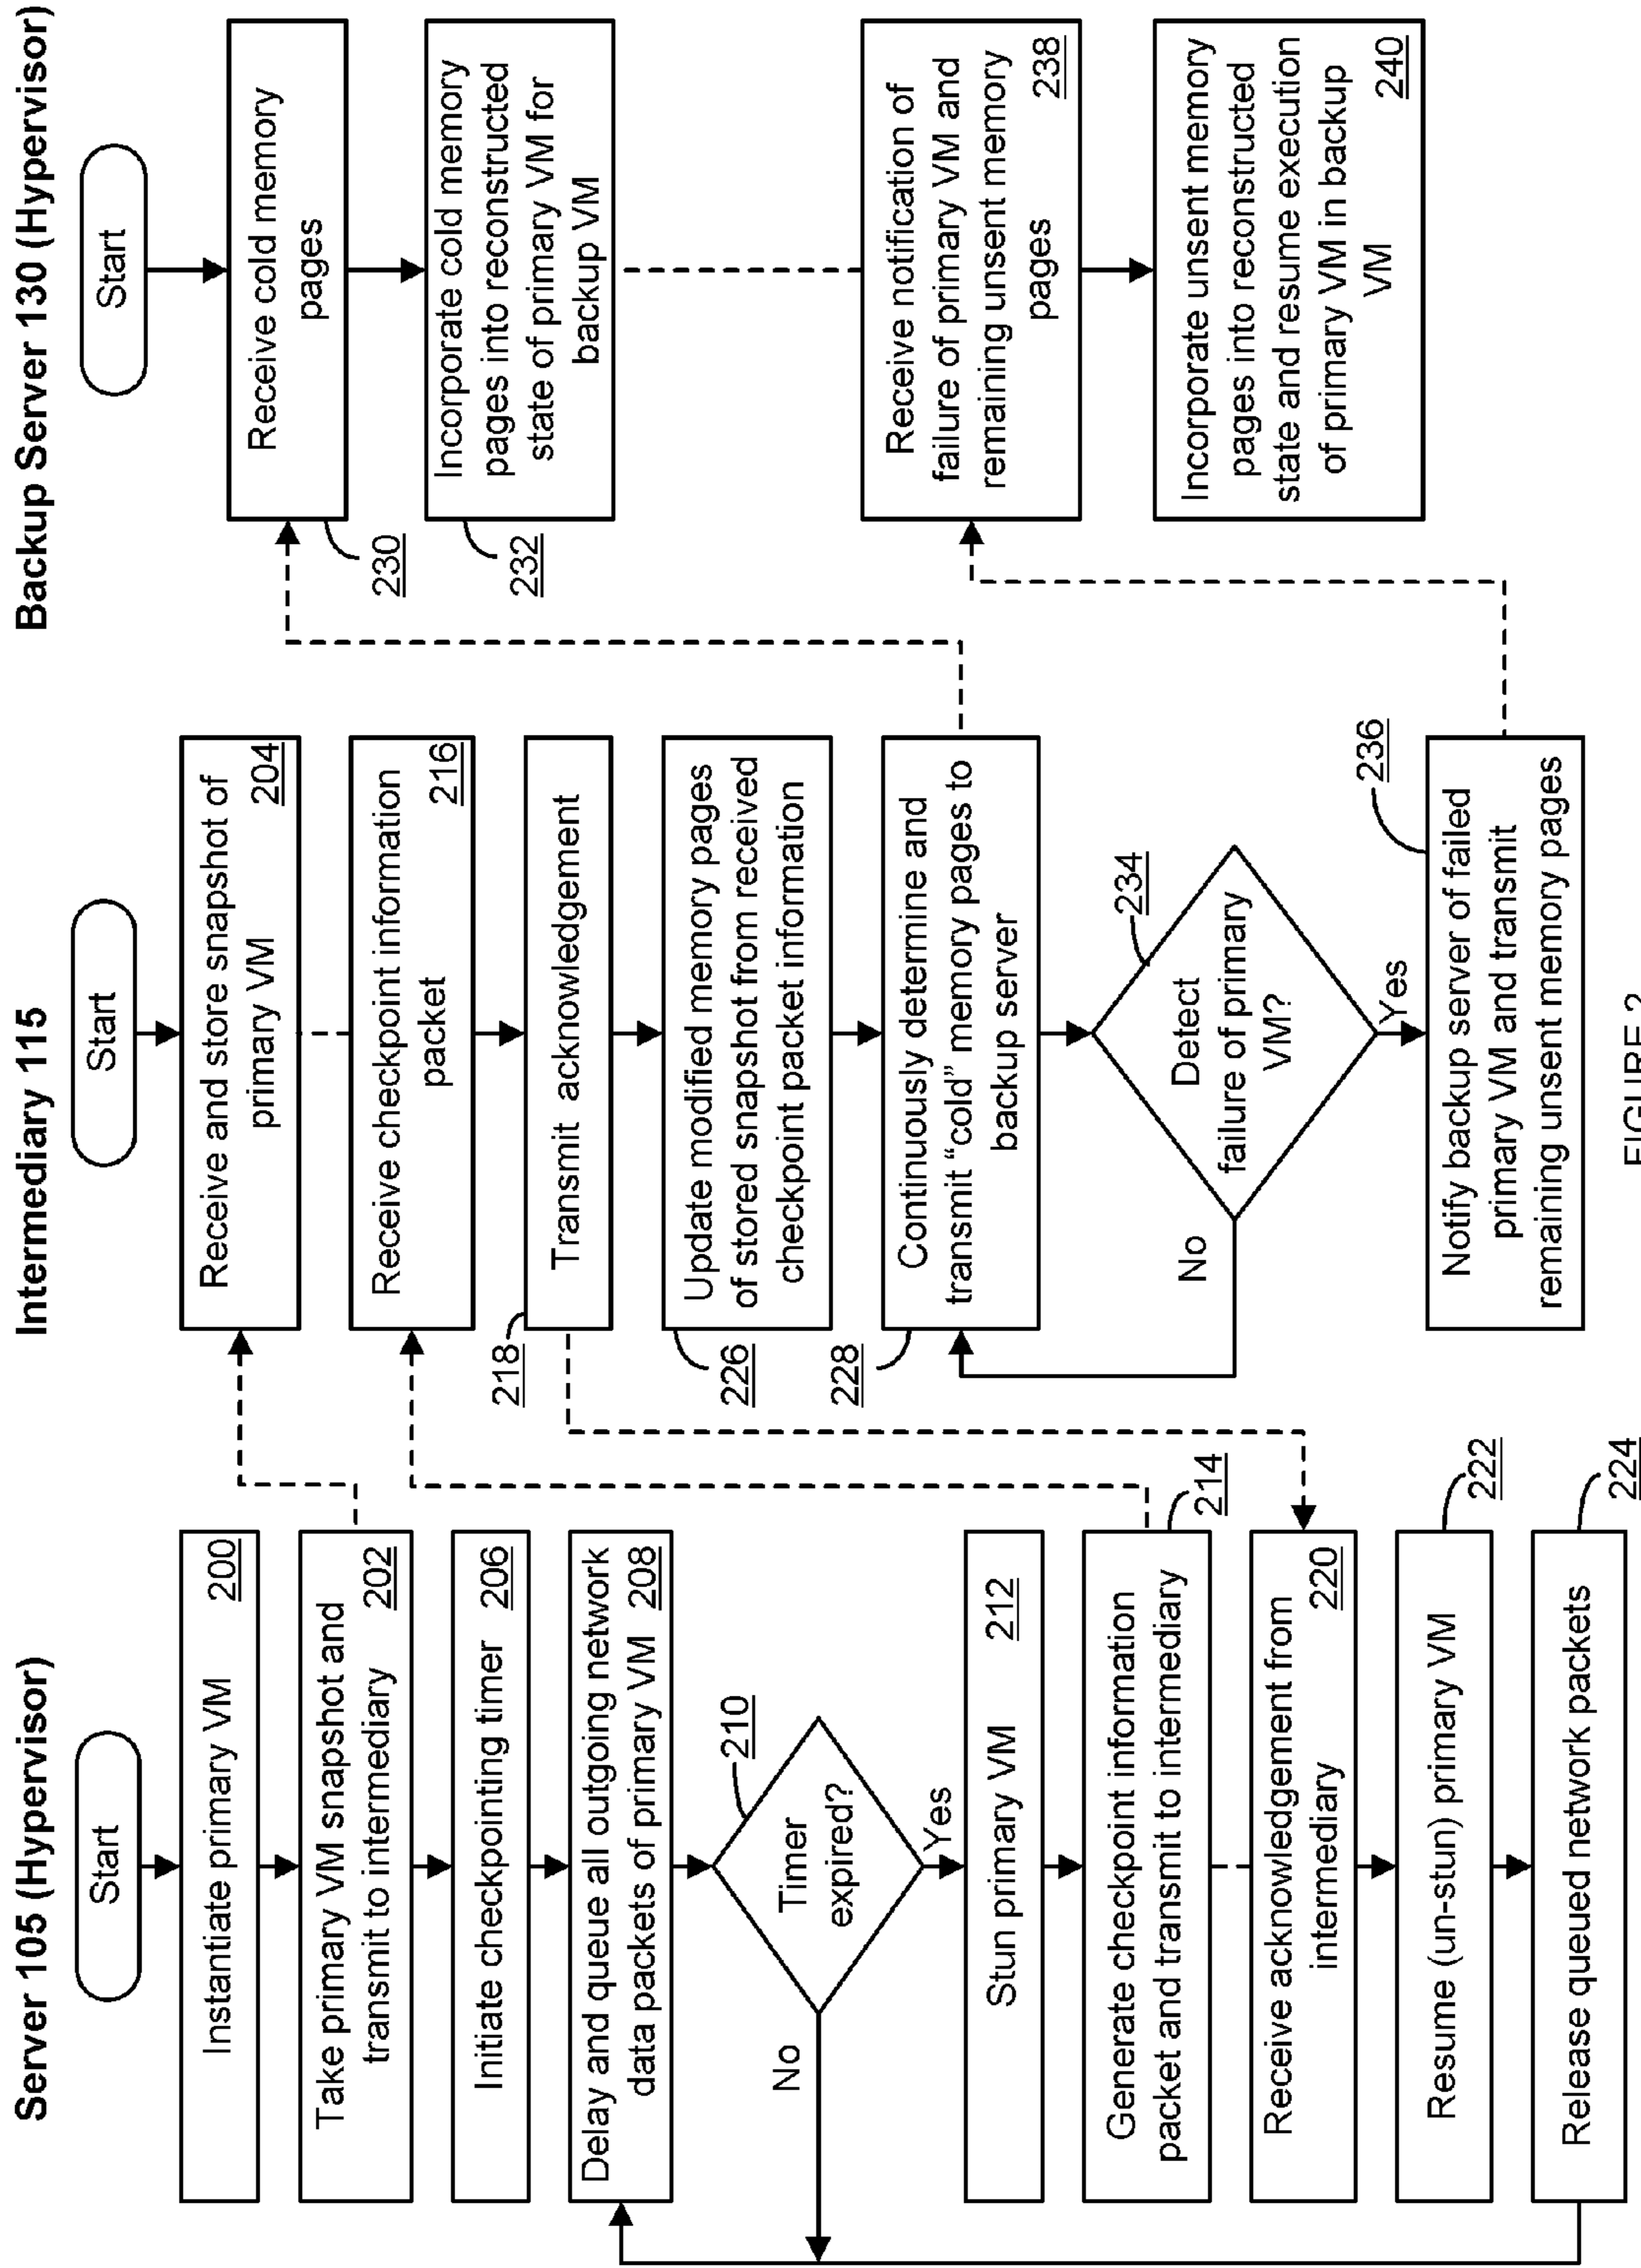 Server 105 (Hypervisor)
Start
Instantiate primary VM
200
Take primary VM snapshot and
transmit to intermediary
202
Initiate checkpointing timer
206
Delay and queue all outgoing network
data packets of primary VM
208
Timer
expired?
210
No
Yes
Stun primary VM
212
Generate checkpoint information
packet and transmit to intermediary
214
Receive acknowledgement from
intermediary
220
Resume (un-stun) primary VM
222
Release queued network packets
224
Intermediary 115
Start
Receive and store snapshot of
primary VM
204
Receive checkpoint information
packet
216
Transmit acknowledgement
218
Update modified memory pages
of stored snapshot from received
checkpoint packet information
226
Continuously determine and
transmit “cold” memory pages to
backup server
228
Detect
failure of primary
VM?
234
No
Yes
236
Notify backup server of failed
primary VM and transmit
remaining unsent memory pages
Backup Server 130 (Hypervisor)
Start
Receive cold memory
pages
230
Incorporate cold memory
pages into reconstructed
state of primary VM for
backup VM
232
Receive notification of
failure of primary VM and
remaining unsent memory
pages
238
Incorporate unsent memory
pages into reconstructed
state and resume execution
of primary VM in backup
VM
240
FIGURE 2